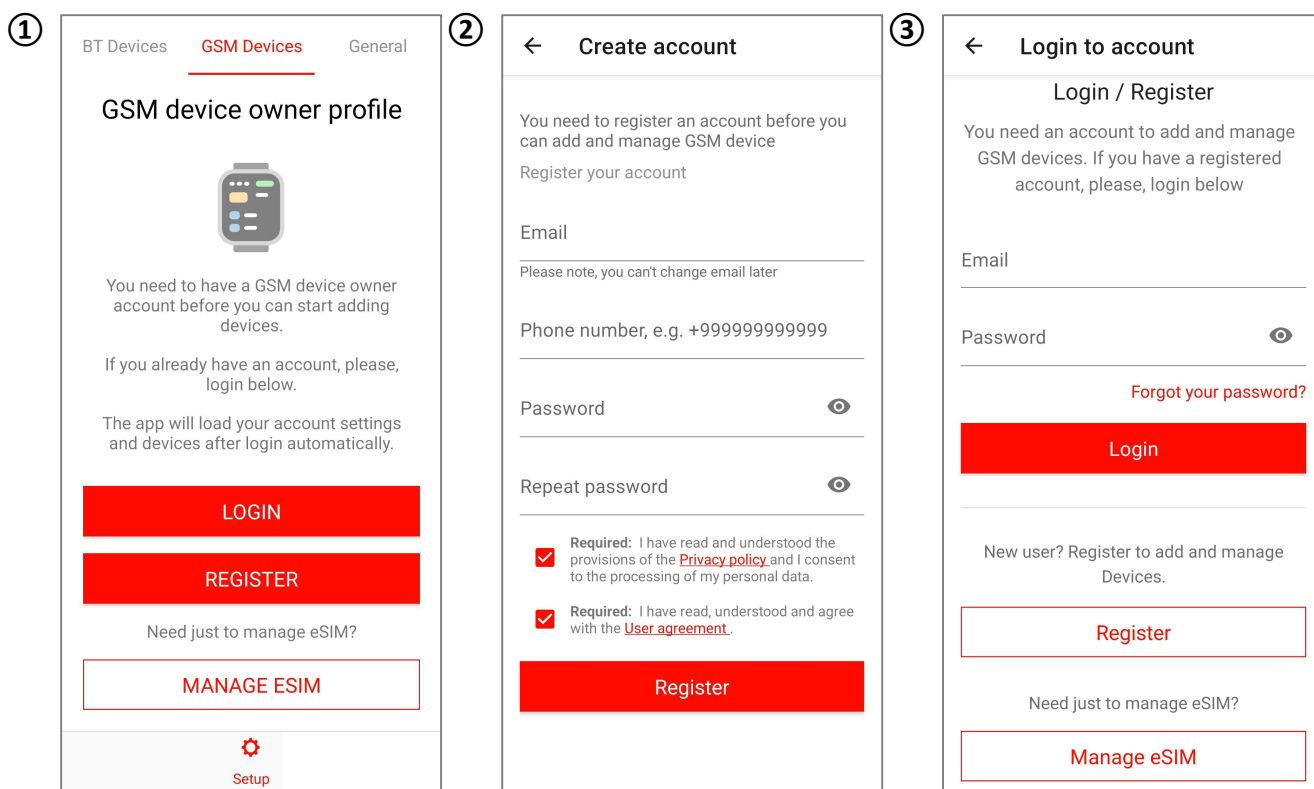 ①
BT Devices GSM Devices General
GSM device owner profile
You need to have a GSM device owner
account before you can start adding
devices.
If you already have an account, please,
login below.
The app will load your account settings
and devices after login automatically.
LOGIN
REGISTER
Need just to manage eSIM?
MANAGE ESIM
Setup
②
Create account
You need to register an account before you
can add and manage GSM device
Register your account
Email
Please note, you can't change email later
Phone number, e.g. +999999999999
Password
Repeat password
Required: I have read and understood the
provisions of the Privacy policy and I consent
to the processing of my personal data.
Required: I have read, understood and agree
with the User agreement .
Register
③
Login to account
Login / Register
You need an account to add and manage
GSM devices. If you have a registered
account, please, login below
Email
Password
Forgot your password?
Login
New user? Register to add and manage
Devices.
Register
Need just to manage eSIM?
Manage eSIM